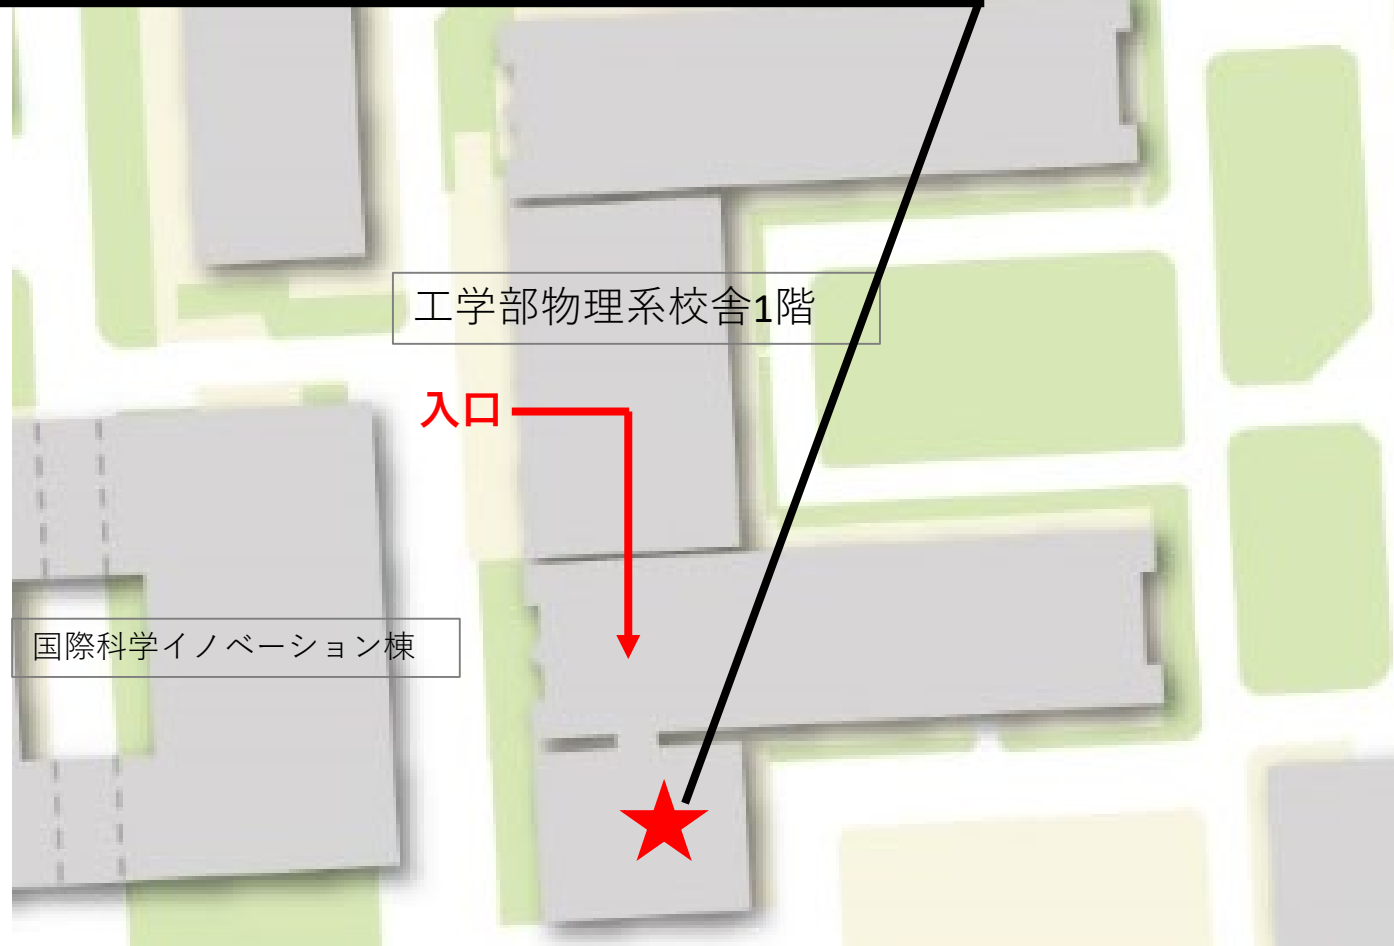 工学部物理系校舎1階
入口
国際科学イノベーション棟